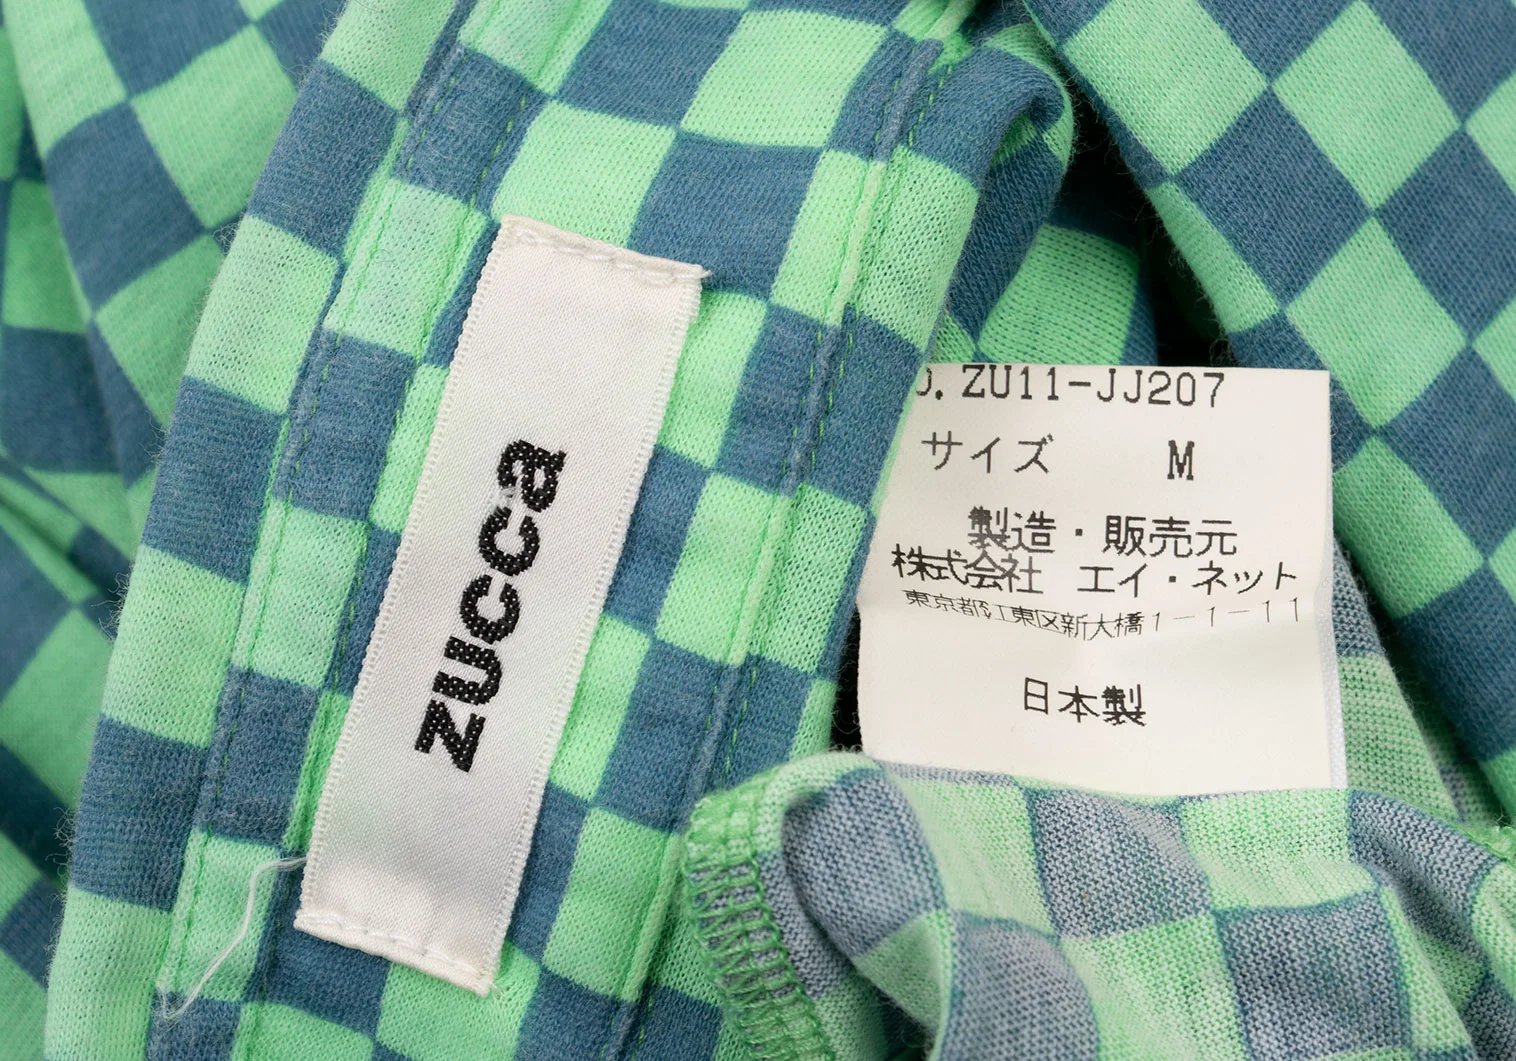 zucca
O. ZU11-JJ207
サイズ M
製造・販売元
株式会社 エイ・ネット
東京都江東区新大橋1-1-11
日本製